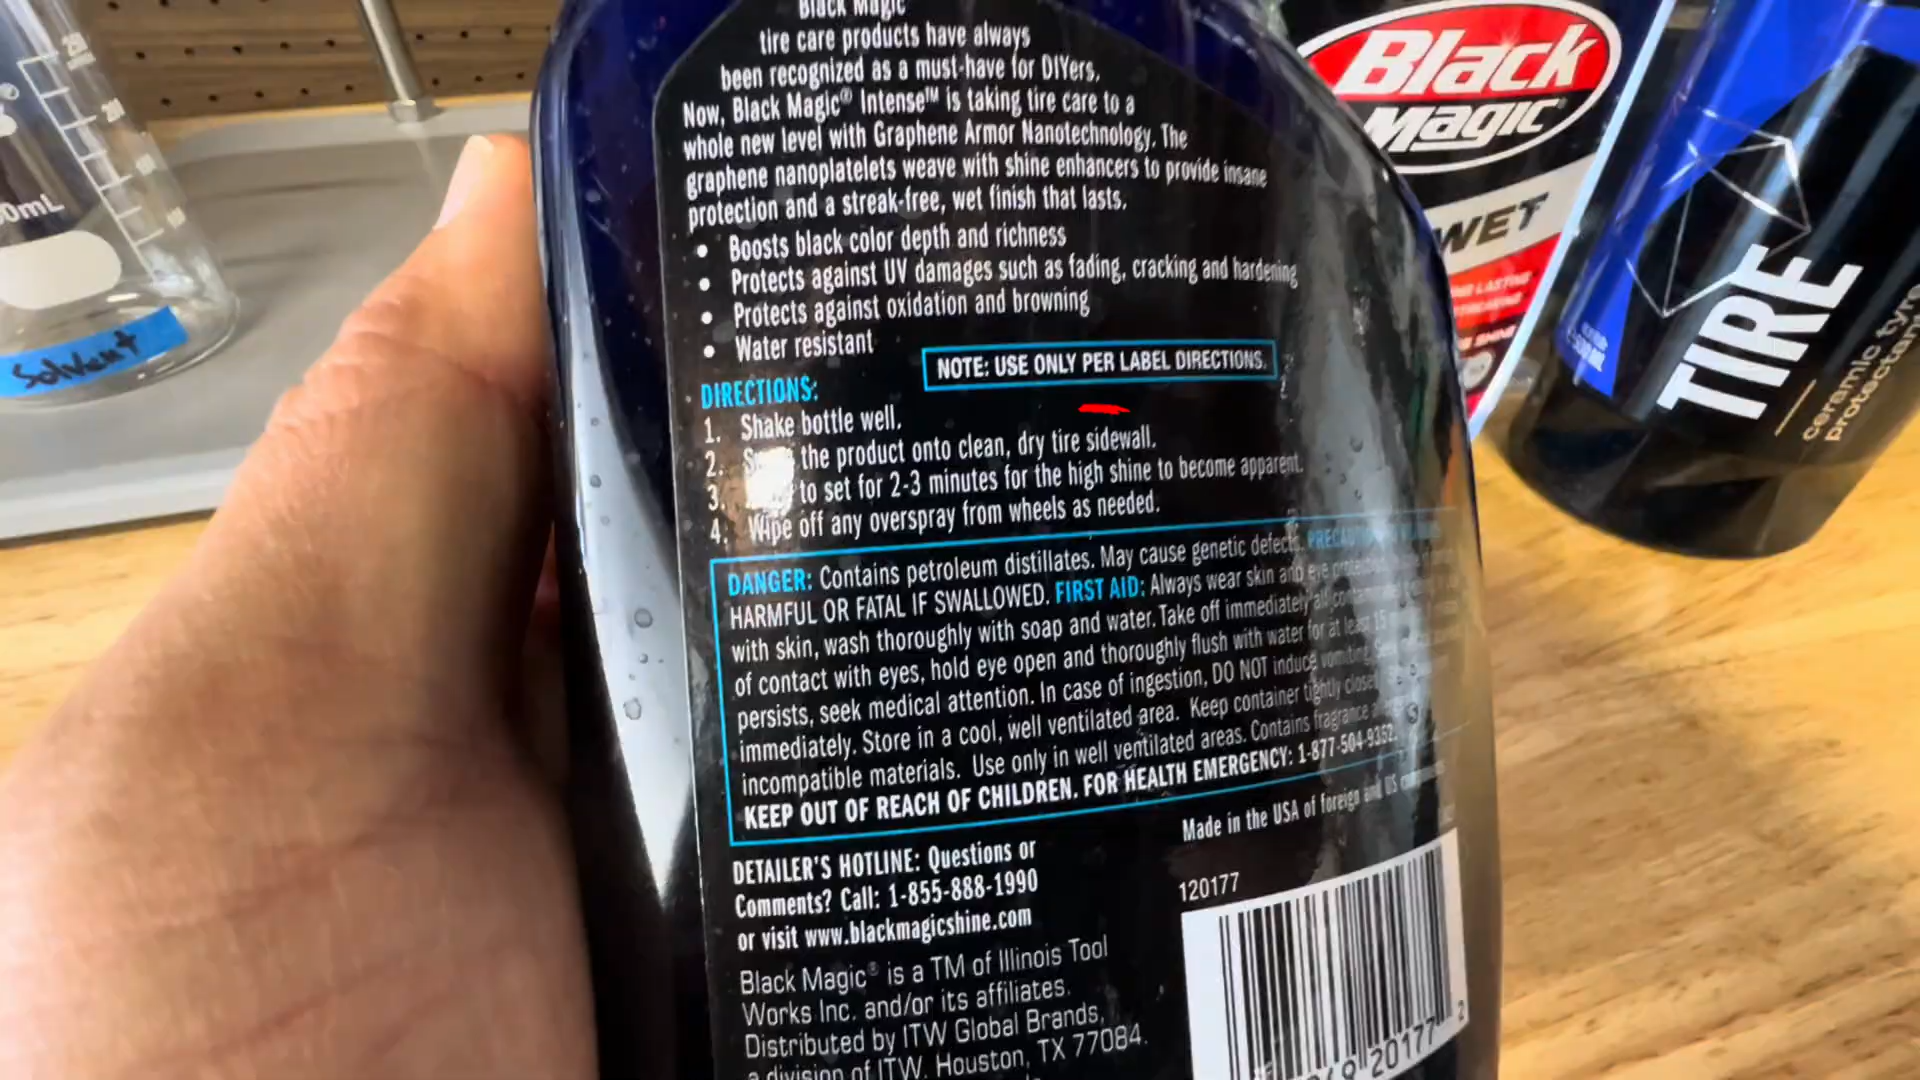 Black Magic
tire care products have always
been recognized as a must-have for DIYers.
Now, Black Magic® Intense™ is taking tire care to a
whole new level with Graphene Armor Nanotechnology. The
graphene nanoplatelets weave with shine enhancers to provide insane
protection and a streak-free, wet finish that lasts.
• Boosts black color depth and richness
• Protects against UV damages such as fading, cracking and hardening
• Protects against oxidation and browning
• Water resistant
NOTE: USE ONLY PER LABEL DIRECTIONS.
DIRECTIONS:
1. Shake bottle well.
2. the product onto clean, dry tire sidewall.
3. to set for 2-3 minutes for the high shine to become apparent.
4. Wipe off any overspray from wheels as needed.
DANGER: Contains petroleum distillates. May cause genetic defects.
HARMFUL OR FATAL IF SWALLOWED. FIRST AID: Always wear skin and eye
with skin, wash thoroughly with soap and water. Take off immediately all
of contact with eyes, hold eye open and thoroughly flush with water for at least 15
persists, seek medical attention. In case of ingestion, DO NOT induce vomiting.
immediately. Store in a cool, well ventilated area. Keep container tightly
incompatible materials. Use only in well ventilated areas. Contains fragrance
KEEP OUT OF REACH OF CHILDREN. FOR HEALTH EMERGENCY: 1-877-504-9352.
Made in the USA of foreign and US
DETAILER'S HOTLINE: Questions or
Comments? Call: 1-855-888-1990
or visit www.blackmagicshine.com
Black Magic® is a TM of Illinois Tool
Works Inc. and/or its affiliates.
Distributed by ITW Global Brands,
a division of ITW. Houston, TX 77084.
120177
20177 2
Solvent
Black
Magic®
WET
TIRE
ceramic tyre
protectant